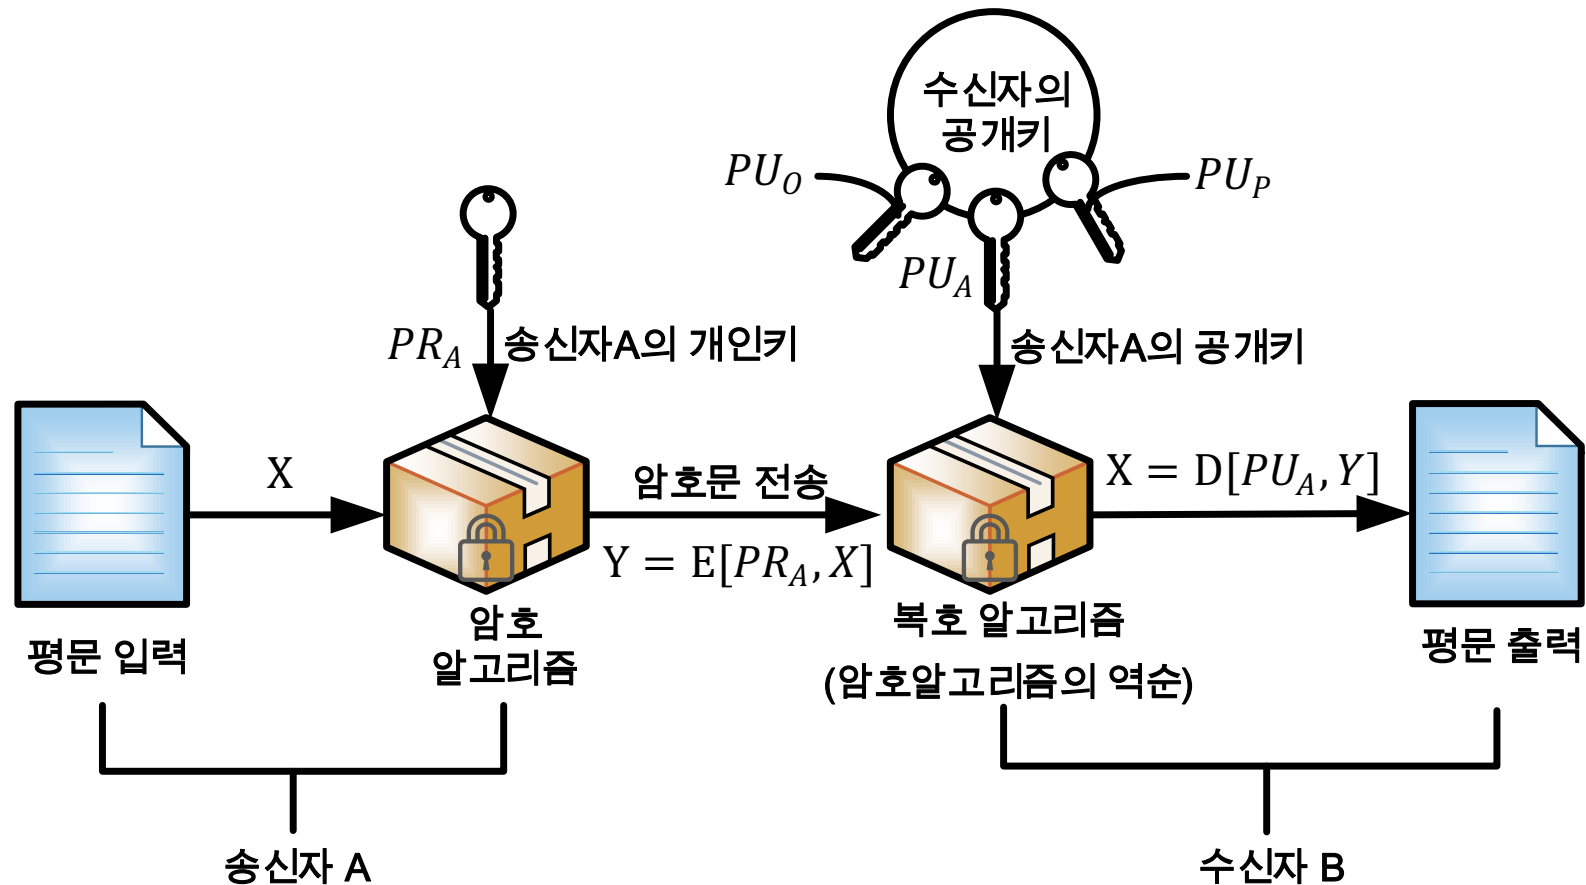 수신자의
공개키
PU_O
PU_P
PU_A
PR_A
송신자A의 개인키
송신자A의 공개키
X
암호문 전송
Y = E[PR_A, X]
X = D[PU_A, Y]
평문 입력
암호
알고리즘
복호 알고리즘
(암호알고리즘의 역순)
평문 출력
송신자 A
수신자 B